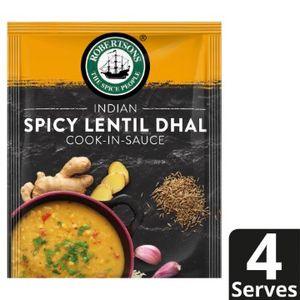 ROBERTSONS
®
THE SPICE PEOPLE
INDIAN
SPICY LENTIL DHAL
COOK-IN-SAUCE
4
Serves